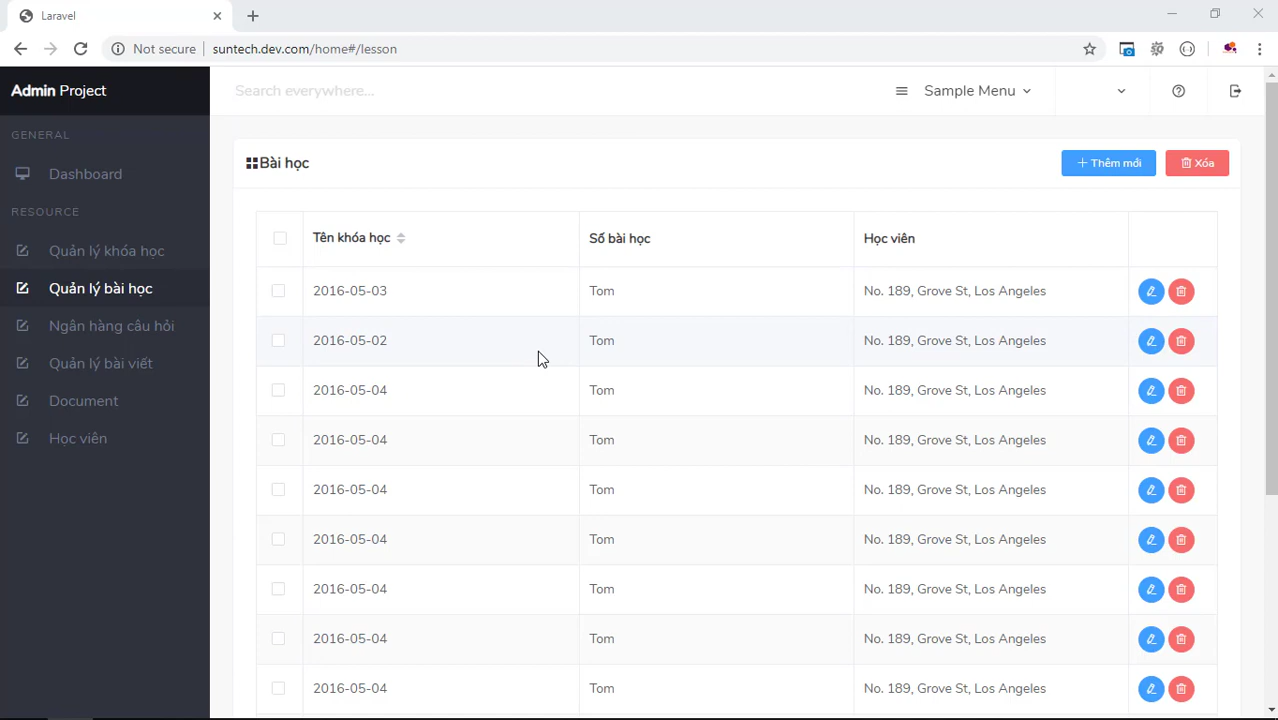 Laravel
Not secure suntech.dev.com/home#/lesson
Admin Project
Search everywhere...
Sample Menu
GENERAL
Dashboard
RESOURCE
Quản lý khóa học
Quản lý bài học
Ngân hàng câu hỏi
Quản lý bài viết
Document
Học viên
Bài học
Thêm mới
Xóa
Tên khóa học Số bài học Học viên
2016-05-03 Tom No. 189, Grove St, Los Angeles
2016-05-02 Tom No. 189, Grove St, Los Angeles
2016-05-04 Tom No. 189, Grove St, Los Angeles
2016-05-04 Tom No. 189, Grove St, Los Angeles
2016-05-04 Tom No. 189, Grove St, Los Angeles
2016-05-04 Tom No. 189, Grove St, Los Angeles
2016-05-04 Tom No. 189, Grove St, Los Angeles
2016-05-04 Tom No. 189, Grove St, Los Angeles
2016-05-04 Tom No. 189, Grove St, Los Angeles